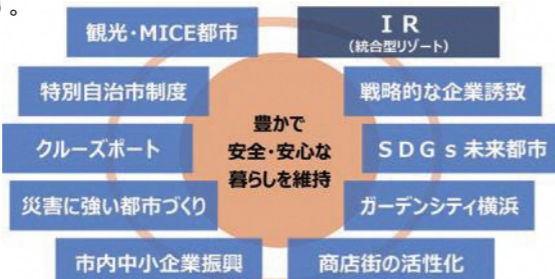 。
観光・MICE都市
ＩＲ
(統合型リゾート)
特別自治市制度
戦略的な企業誘致
豊かで
安全・安心な
暮らしを維持
クルーズポート
ＳＤＧｓ未来都市
災害に強い都市づくり
ガーデンシティ横浜
市内中小企業振興
商店街の活性化